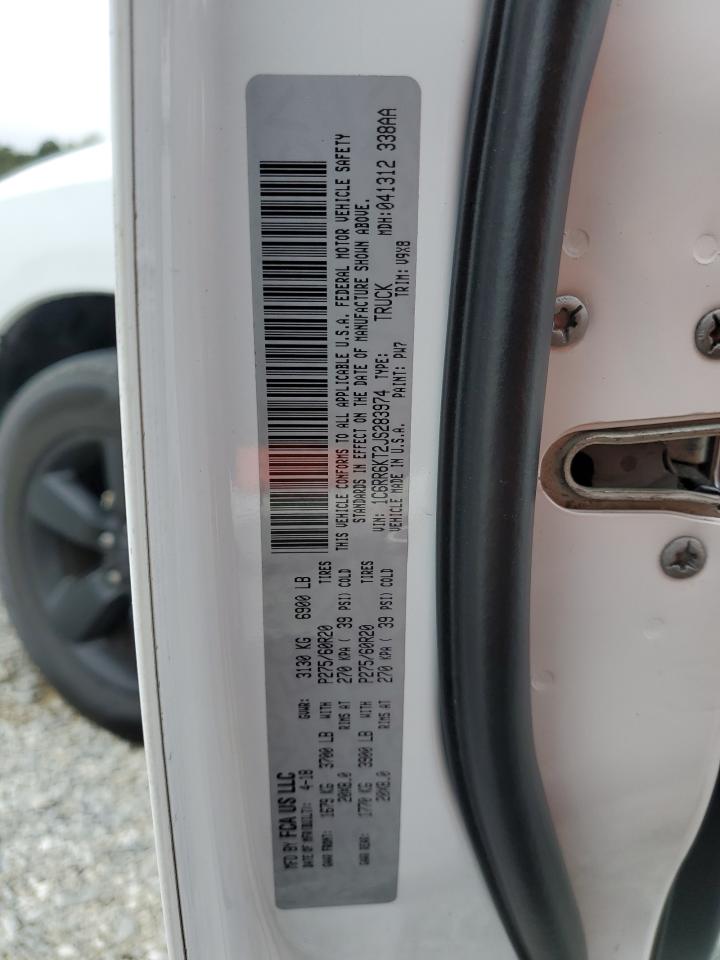 MFD BY FCA US LLC
DATE OF MFR(BUILT): 4-18 GVWR: 3130 KG 6900 LB
GAWR FRONT: 1679 KG 3700 LB WITH P275/60R20 TIRES
20X8.0 RIMS AT 270 KPA ( 39 PSI) COLD
GAWR REAR: 1770 KG 3900 LB WITH P275/60R20 TIRES
20X8.0 RIMS AT 270 KPA ( 39 PSI) COLD
THIS VEHICLE CONFORMS TO ALL APPLICABLE U.S.A. FEDERAL MOTOR VEHICLE SAFETY
STANDARDS IN EFFECT ON THE DATE OF MANUFACTURE SHOWN ABOVE.
VIN: 1C6RR6KT2JS283974 TYPE: TRUCK MDH:041312 338AA
VEHICLE MADE IN U.S.A. PAINT: PW7 TRIM: V9X8